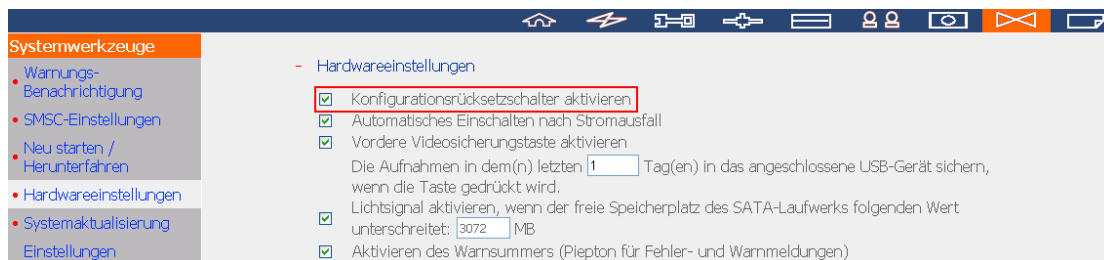 Systemwerkzeuge
Warnungs-
Benachrichtigung
SMSC-Einstellungen
Neu starten /
Herunterfahren
Hardwareeinstellungen
Systemaktualisierung
Einstellungen
- Hardwareeinstellungen
Konfigurationsrücksetzschalter aktivieren
Automatisches Einschalten nach Stromausfall
Vordere Videosicherungstaste aktivieren
Die Aufnahmen in dem(n) letzten 1 Tag(en) in das angeschlossene USB-Gerät sichern,
wenn die Taste gedrückt wird.
Lichtsignal aktivieren, wenn der freie Speicherplatz des SATA-Laufwerks folgenden Wert
unterschreitet: 3072 MB
Aktivieren des Warnsummers (Piepton für Fehler- und Warnmeldungen)